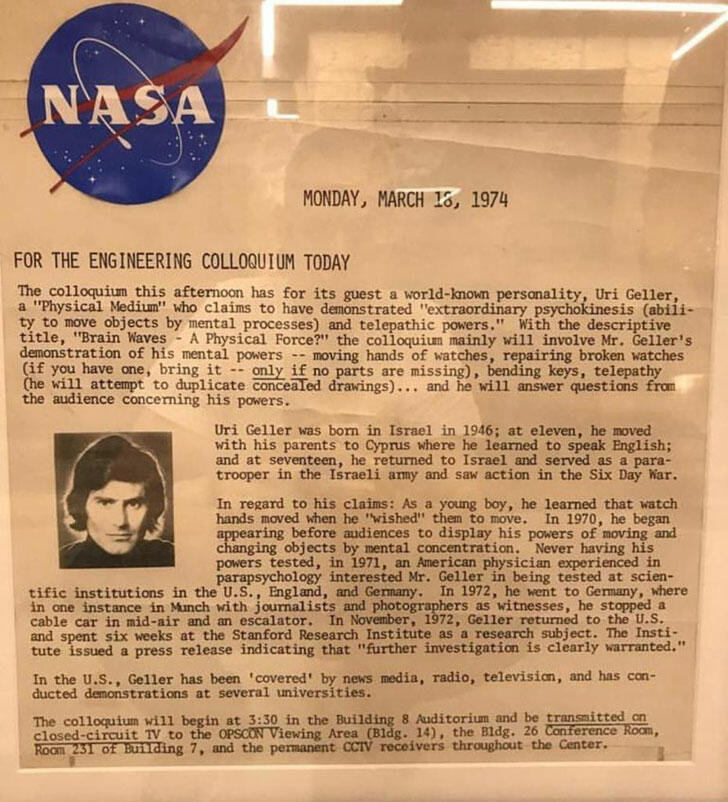 NASA
MONDAY, MARCH 18, 1974
FOR THE ENGINEERING COLLOQUIUM TODAY
The colloquium this afternoon has for its guest a world-known personality, Uri Geller,
a "Physical Medium" who claims to have demonstrated "extraordinary psychokinesis (abili-
ty to move objects by mental processes) and telepathic powers." With the descriptive
title, "Brain Waves - A Physical Force?" the colloquium mainly will involve Mr. Geller's
demonstration of his mental powers -- moving hands of watches, repairing broken watches
(if you have one, bring it -- only if no parts are missing), bending keys, telepathy
(he will attempt to duplicate concealed drawings)... and he will answer questions from
the audience concerning his powers.
Uri Geller was born in Israel in 1946; at eleven, he moved
with his parents to Cyprus where he learned to speak English;
and at seventeen, he returned to Israel and served as a para-
trooper in the Israeli army and saw action in the Six Day War.
In regard to his claims: As a young boy, he learned that watch
hands moved when he "wished" them to move. In 1970, he began
appearing before audiences to display his powers of moving and
changing objects by mental concentration. Never having his
powers tested, in 1971, an American physician experienced in
parapsychology interested Mr. Geller in being tested at scien-
tific institutions in the U.S., England, and Germany. In 1972, he went to Germany, where
in one instance in Munch with journalists and photographers as witnesses, he stopped a
cable car in mid-air and an escalator. In November, 1972, Geller returned to the U.S.
and spent six weeks at the Stanford Research Institute as a research subject. The Insti-
tute issued a press release indicating that "further investigation is clearly warranted."
In the U.S., Geller has been 'covered' by news media, radio, television, and has con-
ducted demonstrations at several universities.
The colloquium will begin at 3:30 in the Building 8 Auditorium and be transmitted on
closed-circuit TV to the OPSCON Viewing Area (Bldg. 14), the Bldg. 26 Conference Room,
Room 231 of Building 7, and the permanent CCTV receivers throughout the Center.